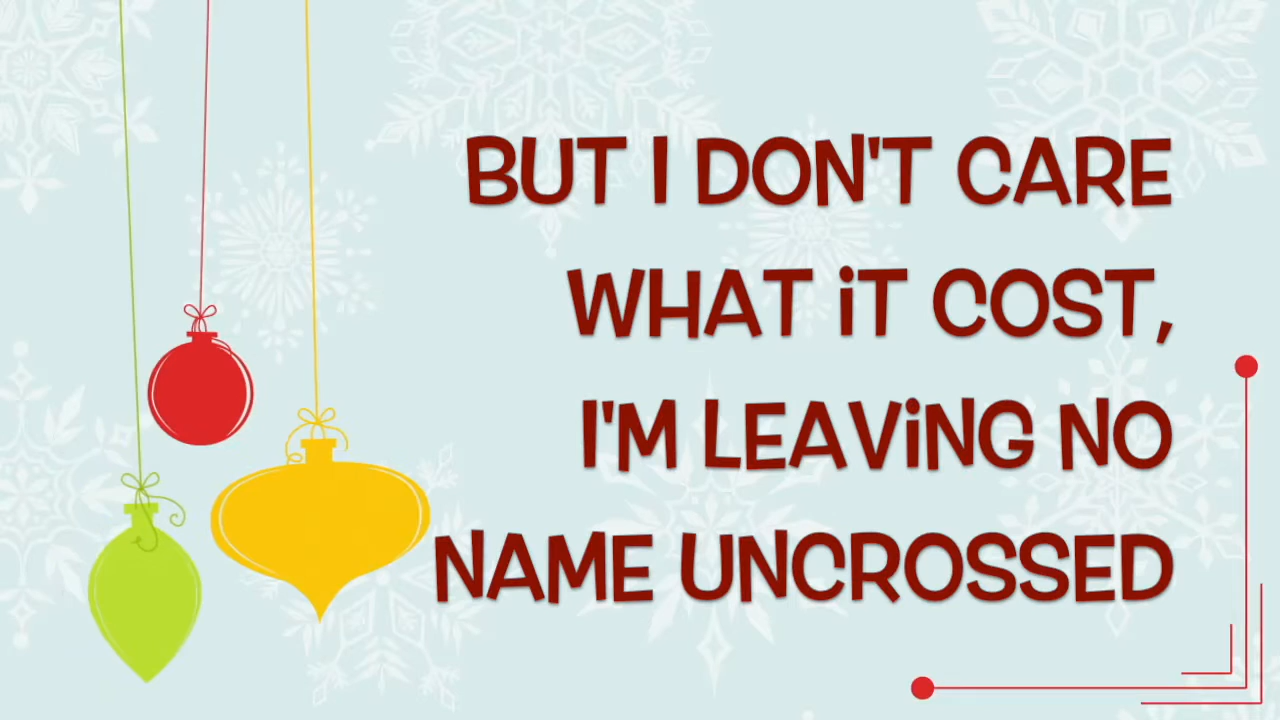 BUT I DON'T CARE
WHAT iT COST,
I'M LEAViNG NO
NAME UNCROSSED